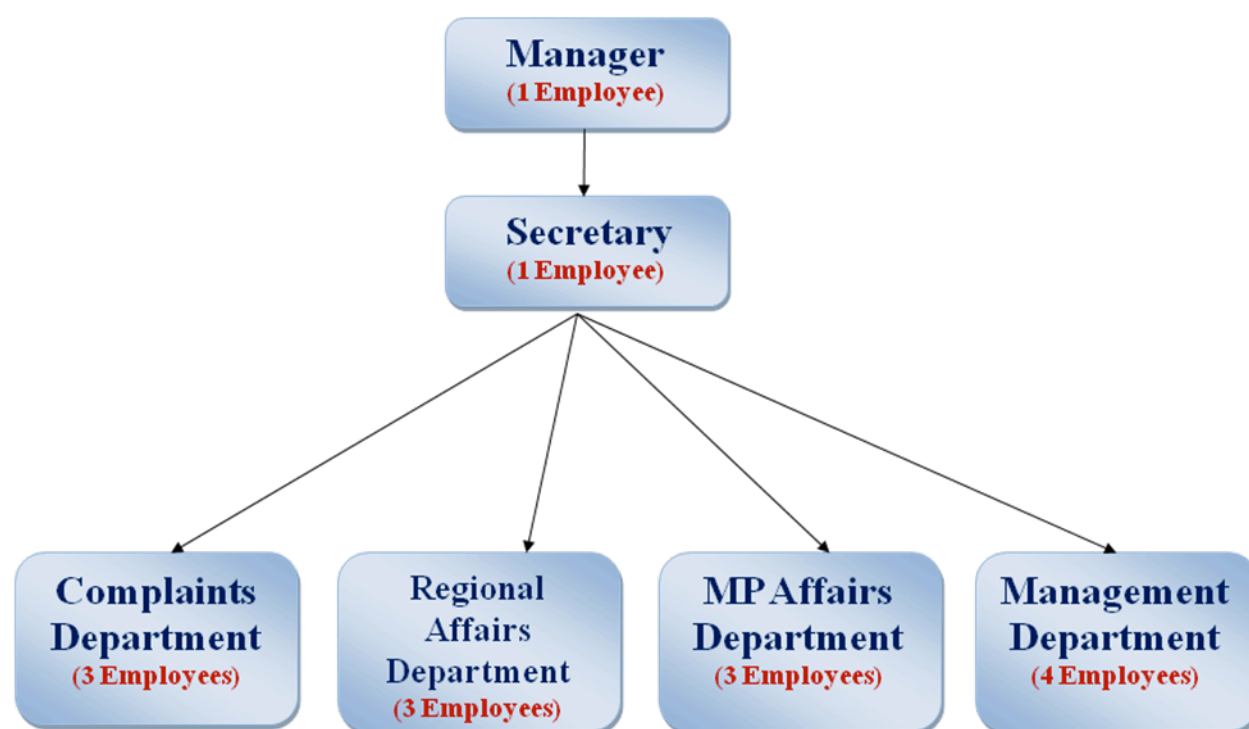 Manager
(1 Employee)
Secretary
(1 Employee)
Complaints
Department
(3 Employees)
Regional
Affairs
Department
(3 Employees)
MP Affairs
Department
(3 Employees)
Management
Department
(4 Employees)